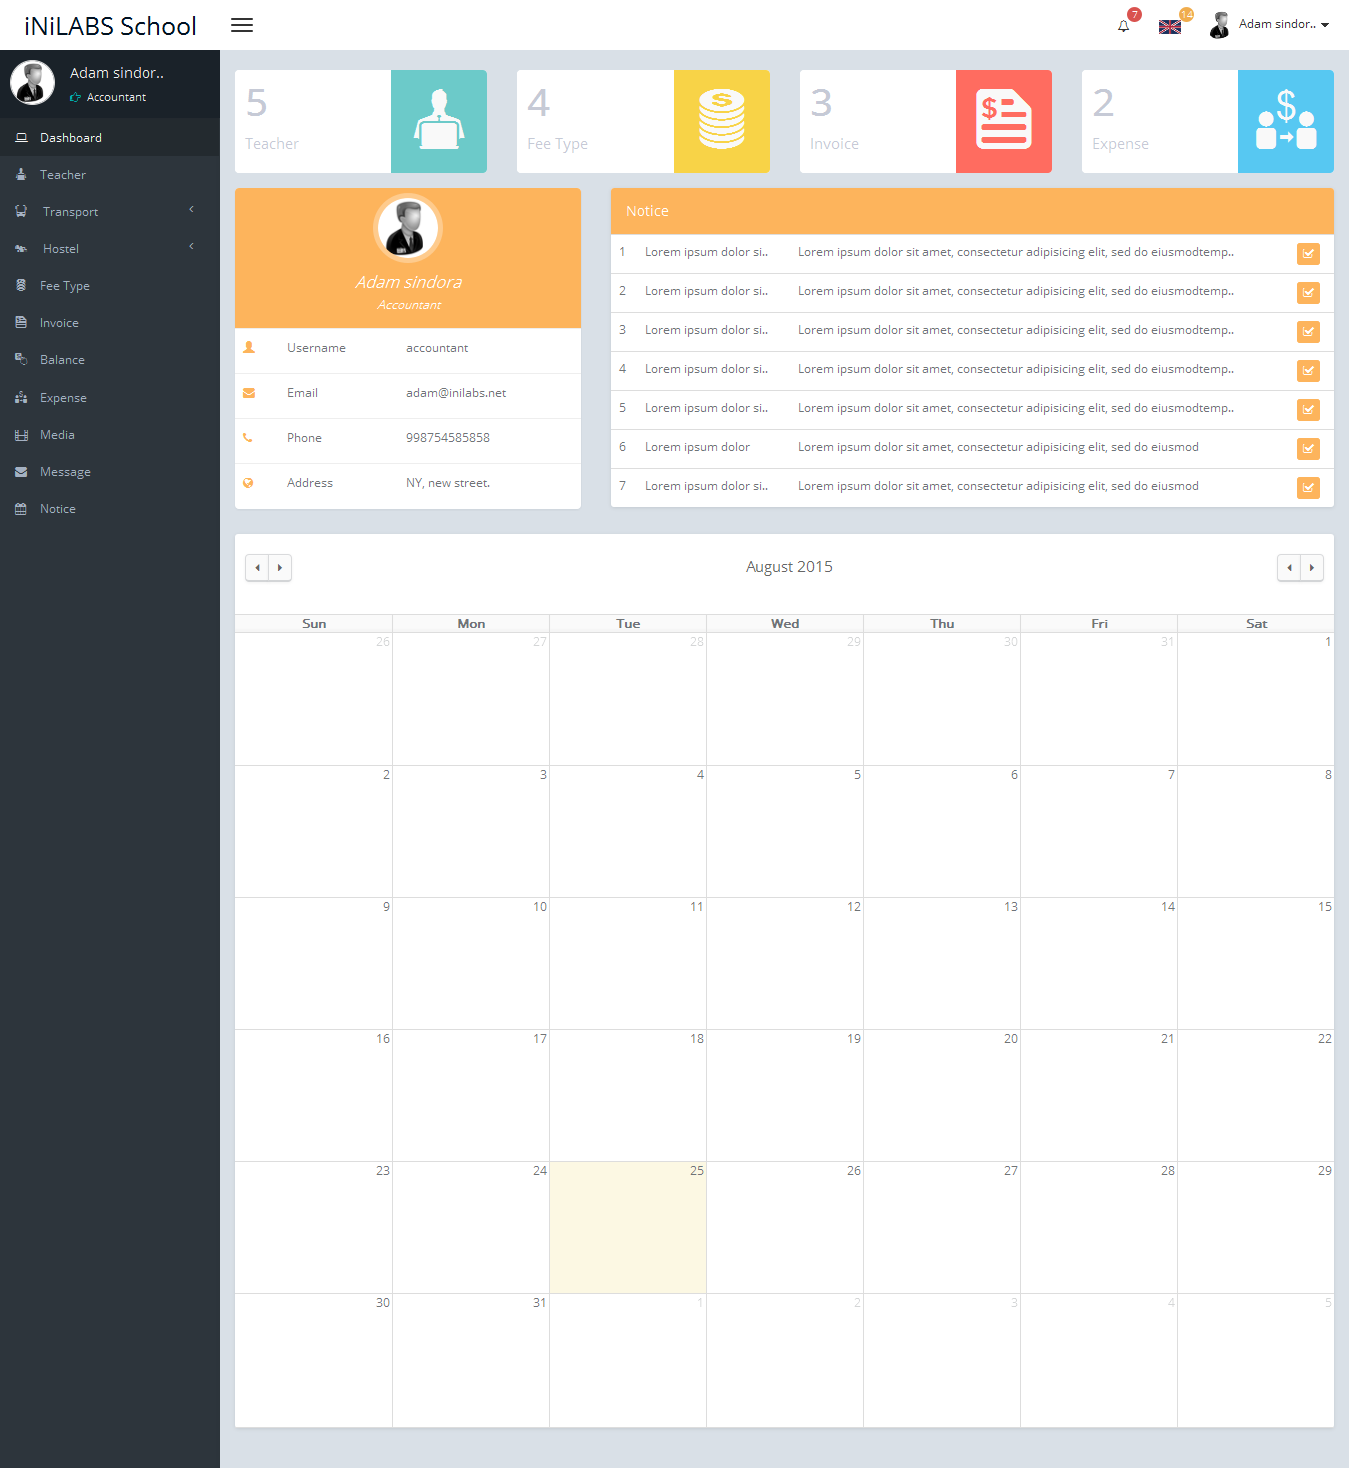 iNiLABS School
7
14
Adam sindor..
Adam sindor..
Accountant
Dashboard
Teacher
Transport
Hostel
Fee Type
Invoice
Balance
Expense
Media
Message
Notice
5
Teacher
4
Fee Type
3
Invoice
2
Expense
Adam sindora
Accountant
Username accountant
Email adam@inilabs.net
Phone 998754585858
Address NY, new street.
Notice
1 Lorem ipsum dolor si.. Lorem ipsum dolor sit amet, consectetur adipisicing elit, sed do eiusmodtemp..
2 Lorem ipsum dolor si.. Lorem ipsum dolor sit amet, consectetur adipisicing elit, sed do eiusmodtemp..
3 Lorem ipsum dolor si.. Lorem ipsum dolor sit amet, consectetur adipisicing elit, sed do eiusmodtemp..
4 Lorem ipsum dolor si.. Lorem ipsum dolor sit amet, consectetur adipisicing elit, sed do eiusmodtemp..
5 Lorem ipsum dolor si.. Lorem ipsum dolor sit amet, consectetur adipisicing elit, sed do eiusmodtemp..
6 Lorem ipsum dolor Lorem ipsum dolor sit amet, consectetur adipisicing elit, sed do eiusmod
7 Lorem ipsum dolor si.. Lorem ipsum dolor sit amet, consectetur adipisicing elit, sed do eiusmod
August 2015
Sun Mon Tue Wed Thu Fri Sat
26 27 28 29 30 31 1
2 3 4 5 6 7 8
9 10 11 12 13 14 15
16 17 18 19 20 21 22
23 24 25 26 27 28 29
30 31 1 2 3 4 5